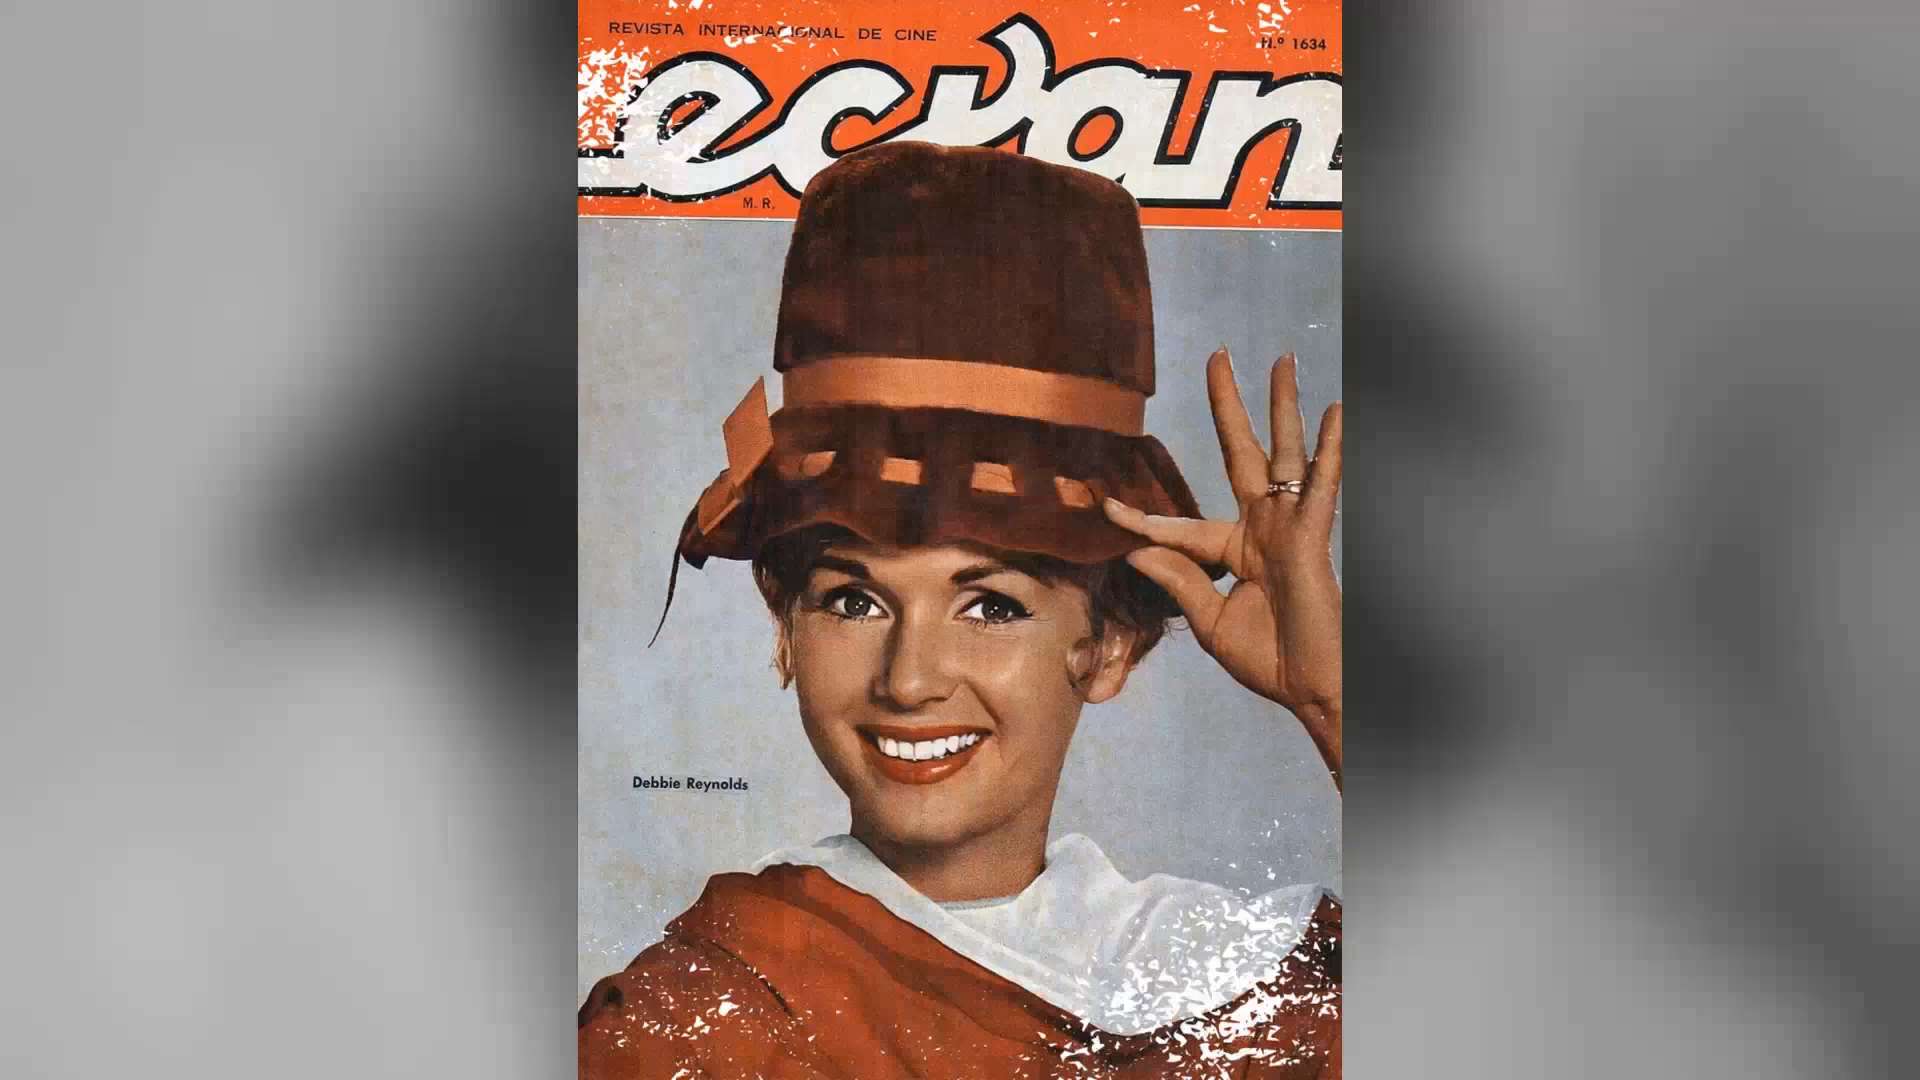 REVISTA INTERNACIONAL DE CINE
N.º 1634
ecran
M. R.
Debbie Reynolds